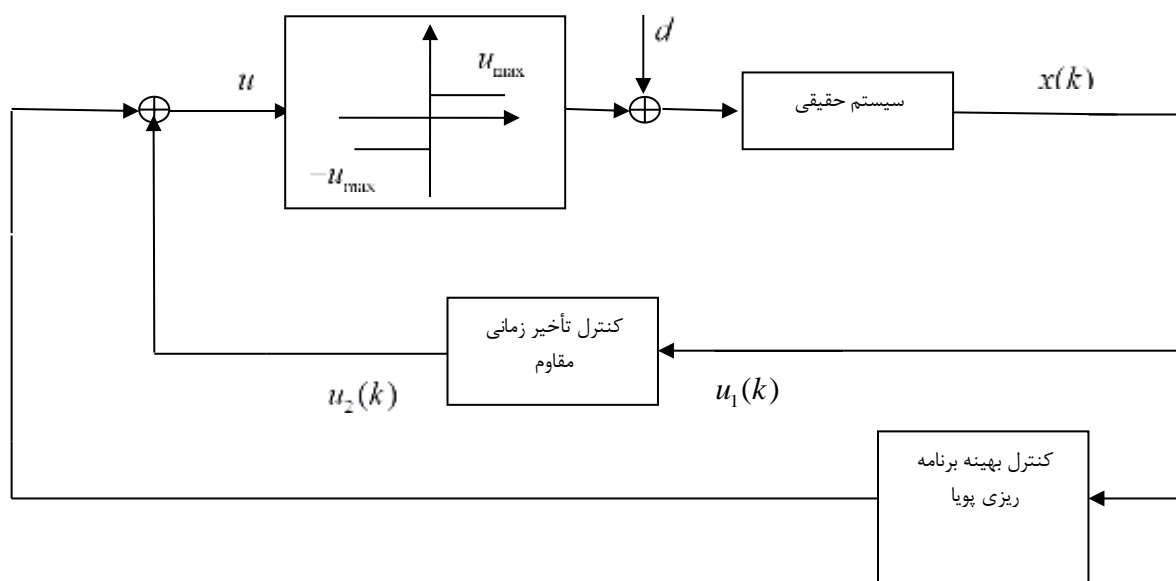 d
u
u_max
x(k)
سیستم حقیقی
−u_max
کنترل تأخیر زمانی
مقاوم
u_2(k)
u_1(k)
کنترل بهینه برنامه
ریزی پویا